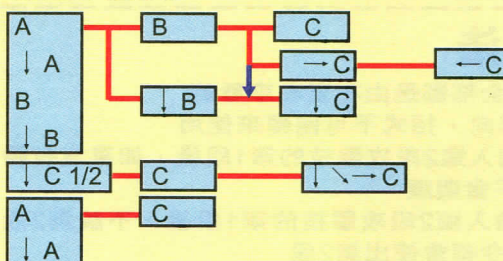 A B C
↓ A → C ← C
B ↓ B ↓ C
↓ B
↓ C 1/2 C ↓ ↘ → C
A C
↓ A